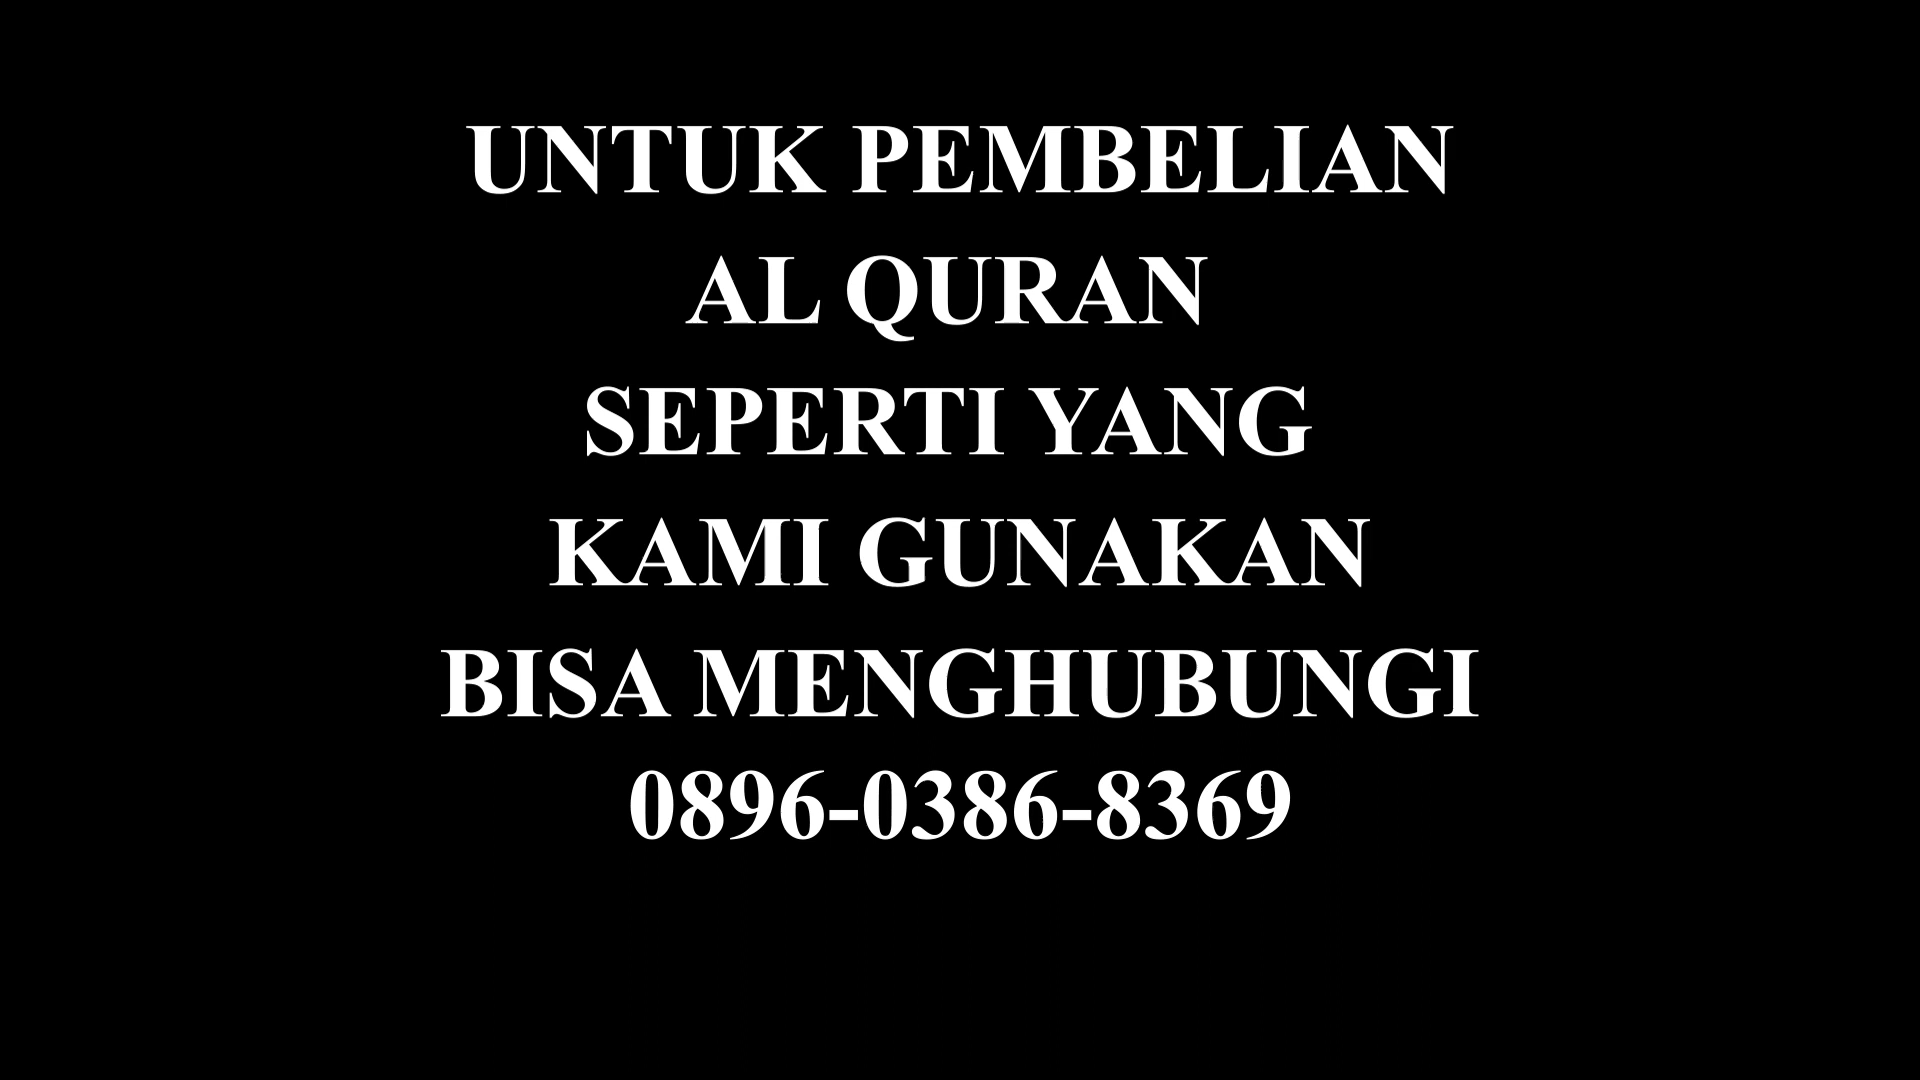 UNTUK PEMBELIAN
AL QURAN
SEPERTI YANG
KAMI GUNAKAN
BISA MENGHUBUNGI
0896-0386-8369